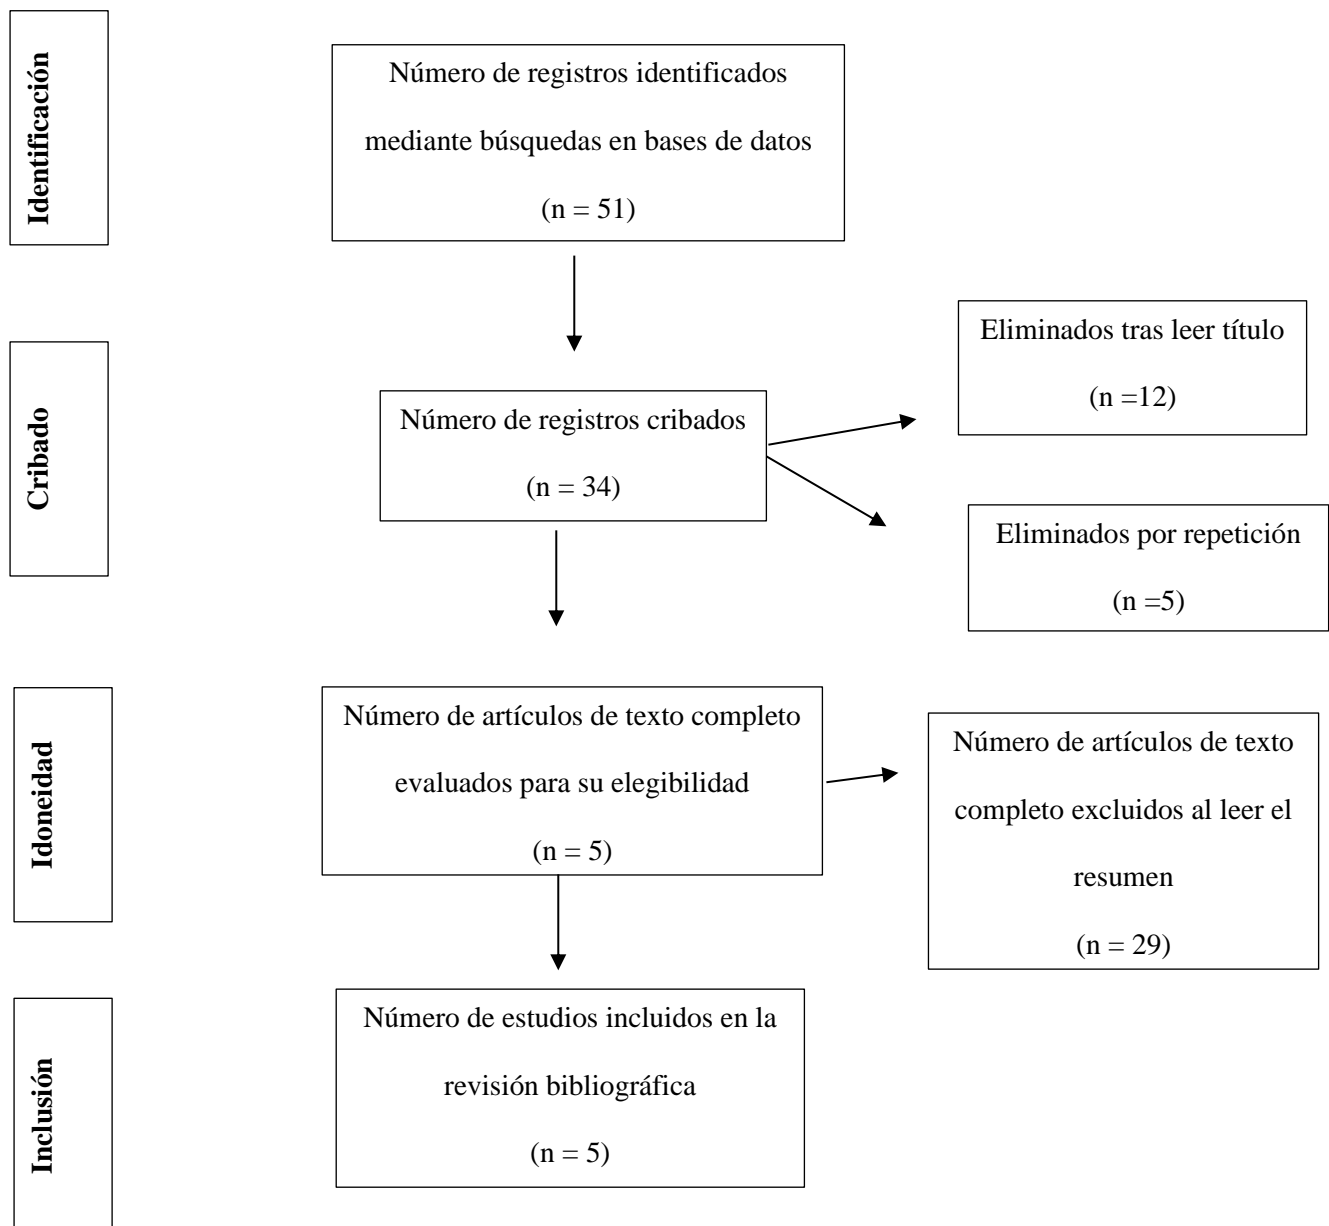 Identificación
Número de registros identificados
mediante búsquedas en bases de datos
(n = 51)
Cribado
Número de registros cribados
(n = 34)
Eliminados tras leer título
(n =12)
Eliminados por repetición
(n =5)
Idoneidad
Número de artículos de texto completo
evaluados para su elegibilidad
(n = 5)
Número de artículos de texto
completo excluidos al leer el
resumen
(n = 29)
Inclusión
Número de estudios incluidos en la
revisión bibliográfica
(n = 5)